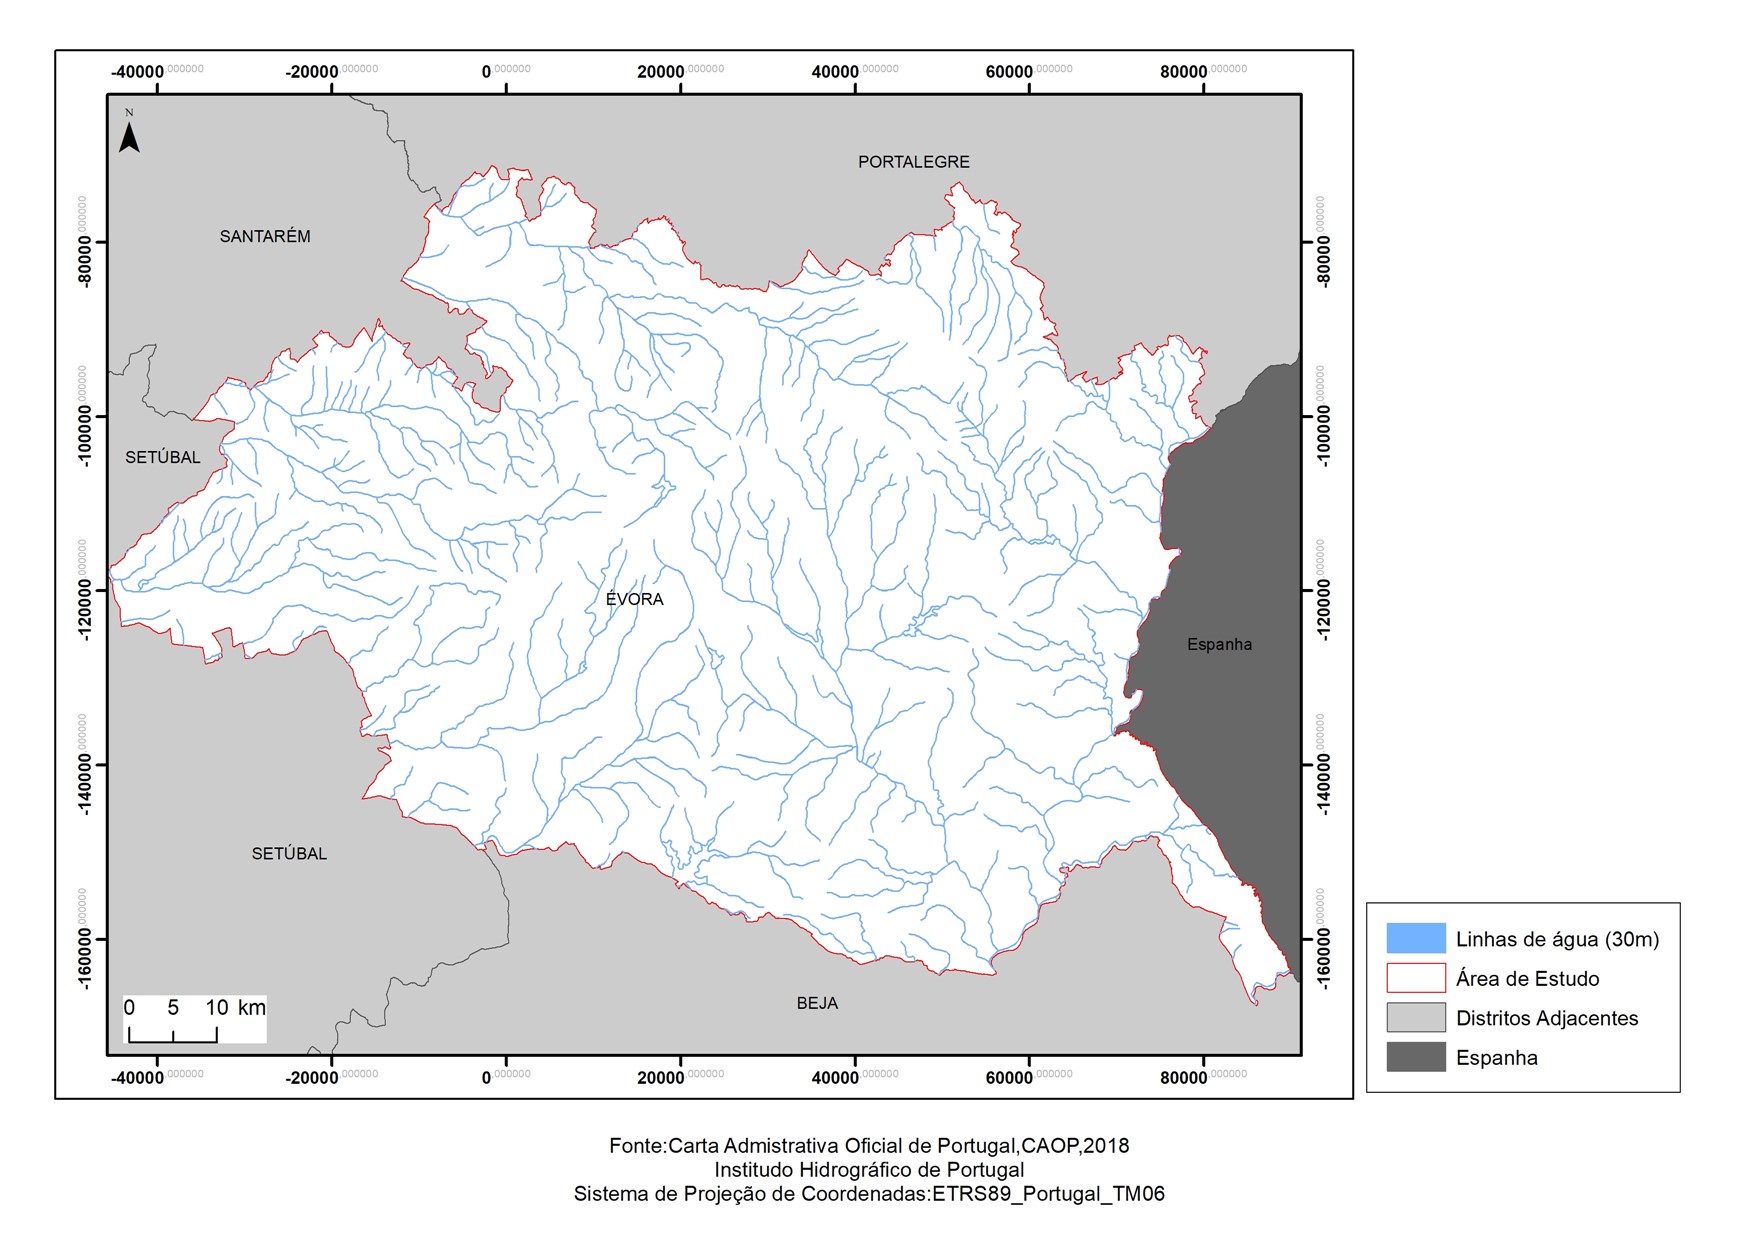 -40000,000000 -20000,000000 0,000000 20000,000000 40000,000000 60000,000000 80000,000000
N
PORTALEGRE
SANTARÉM
SETÚBAL
ÉVORA
Espanha
SETÚBAL
BEJA
-80000,000000
-100000,000000
-120000,000000
-140000,000000
-160000,000000
-80000,000000
-100000,000000
-120000,000000
-140000,000000
-160000,000000
0 5 10 km
-40000,000000 -20000,000000 0,000000 20000,000000 40000,000000 60000,000000 80000,000000
Linhas de água (30m)
Área de Estudo
Distritos Adjacentes
Espanha
Fonte:Carta Admistrativa Oficial de Portugal,CAOP,2018
Institudo Hidrográfico de Portugal
Sistema de Projeção de Coordenadas:ETRS89_Portugal_TM06